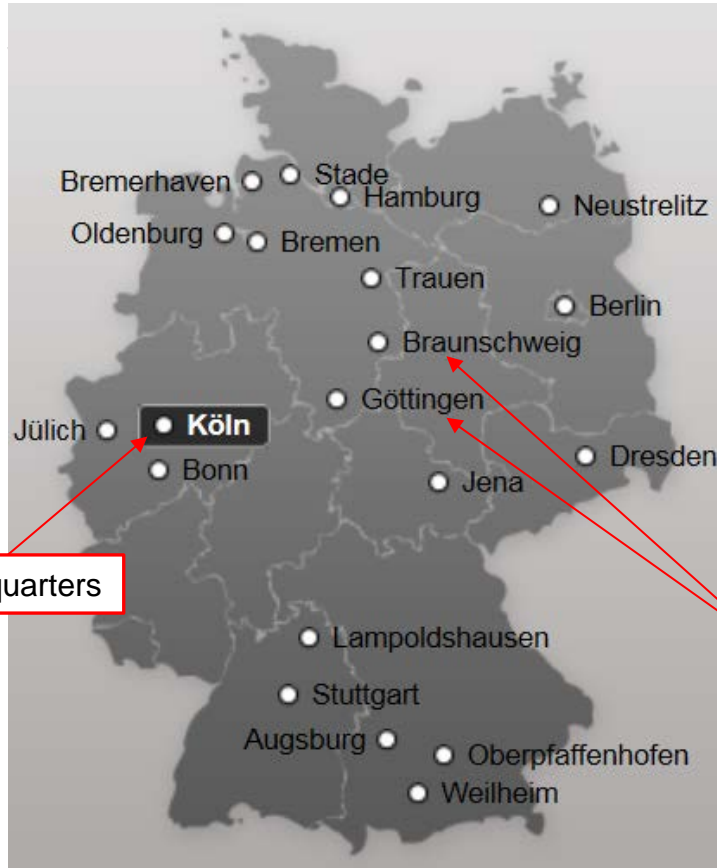 Stade
Bremerhaven
Hamburg
Neustrelitz
Oldenburg
Bremen
Trauen
Berlin
Braunschweig
Göttingen
Jülich
Köln
Dresden
Bonn
Jena
quarters
Lampoldshausen
Stuttgart
Augsburg
Oberpfaffenhofen
Weilheim